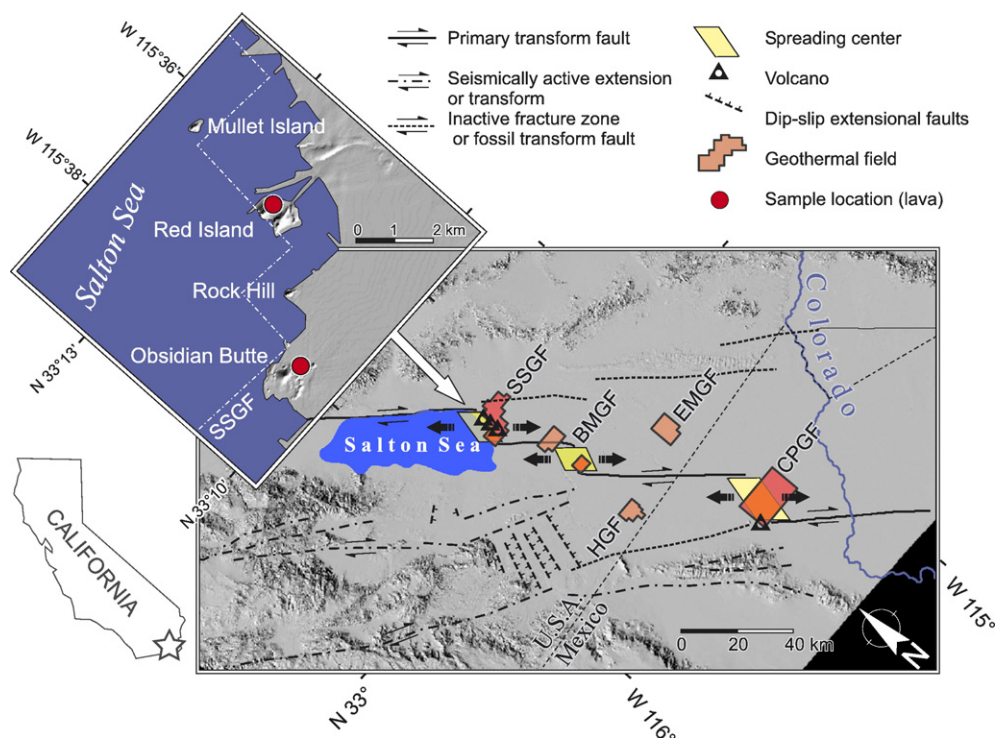 W 115°36'
W 115°38'
Mullet Island
Salton Sea
Red Island
0 1 2 km
Rock Hill
Obsidian Butte
SSGF
N 33°13'
N 33°10'
Primary transform fault
Seismically active extension
or transform
Inactive fracture zone
or fossil transform fault
Spreading center
Volcano
Dip-slip extensional faults
Geothermal field
Sample location (lava)
Colorado
SSGF
BMGF
EMGF
CPGF
HGF
Salton Sea
U.S.A.
Mexico
0 20 40 km
N
CALIFORNIA
N 33°
W 116°
W 115°